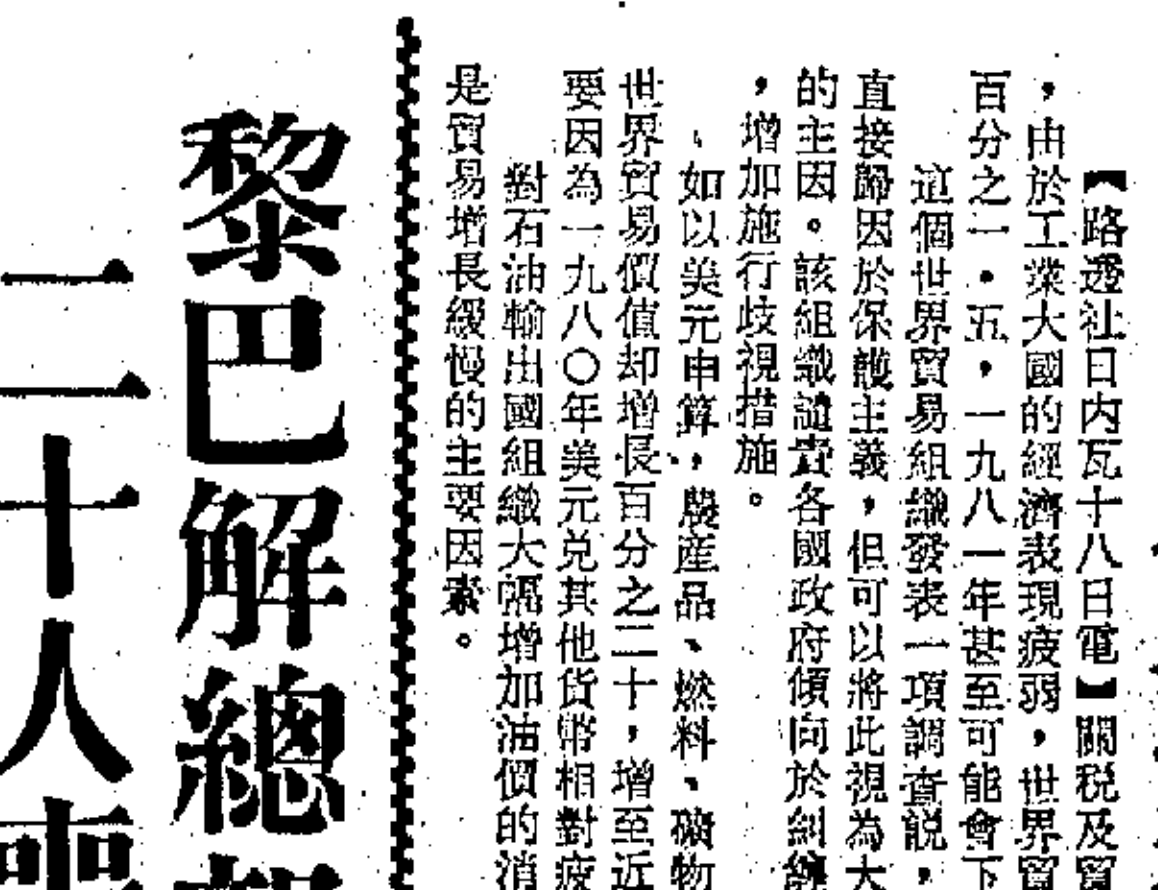 【路透社日內瓦十八日電】關税及貿
，由於工業大國的經濟表現疲弱，世界貿
百分之一・五，一九八一年甚至可能會下
這個世界貿易組織發表一項調查説，
直接歸因於保護主義，但可以將此視為大
的主因。該組織譴責各國政府傾向於糾纏
，增加施行歧視措施。
如以美元申算，農産品、燃料、礦物
世界貿易價值却增長百分之二十，增至近
要因為一九八〇年美元兑其他貨幣相對疲
對石油輸出國組織大幅增加油價的消
是貿易增長緩慢的主要因素。
黎巴解總部
二十人喪